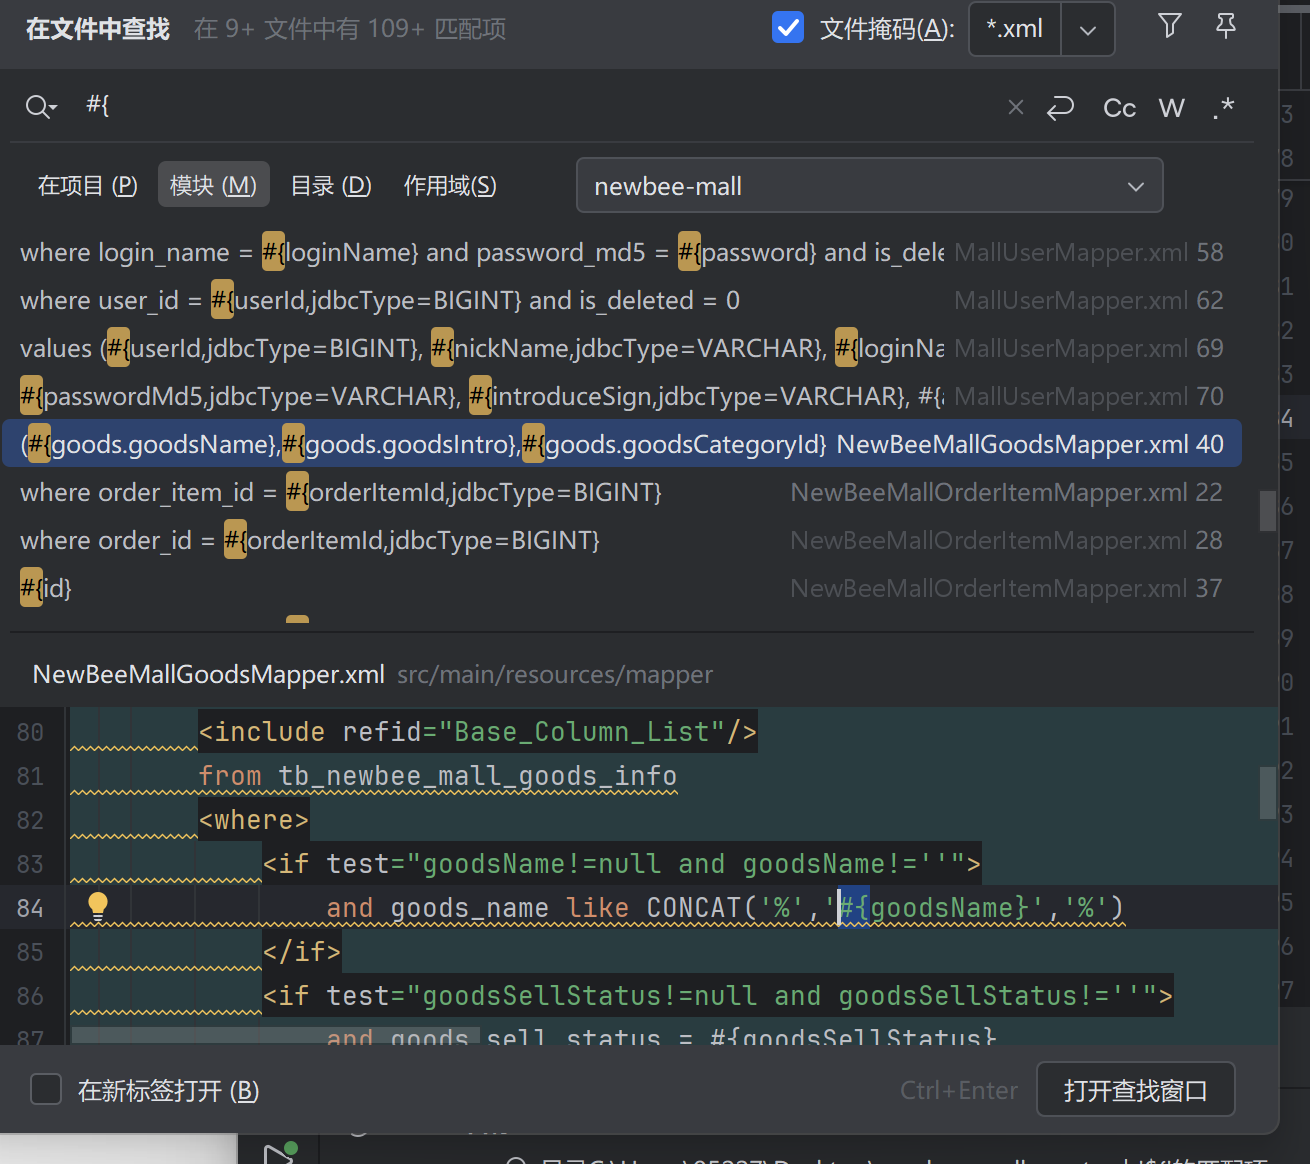 在文件中查找 在 9+ 文件中有 109+ 匹配项 文件掩码(A): *.xml
#{ Cc W .*
在项目 (P) 模块 (M) 目录 (D) 作用域(S) newbee-mall
where login_name = #{loginName} and password_md5 = #{password} and is_dele MallUserMapper.xml 58
where user_id = #{userId,jdbcType=BIGINT} and is_deleted = 0 MallUserMapper.xml 62
values (#{userId,jdbcType=BIGINT}, #{nickName,jdbcType=VARCHAR}, #{loginNa MallUserMapper.xml 69
#{passwordMd5,jdbcType=VARCHAR}, #{introduceSign,jdbcType=VARCHAR}, #{a MallUserMapper.xml 70
(#{goods.goodsName},#{goods.goodsIntro},#{goods.goodsCategoryId} NewBeeMallGoodsMapper.xml 40
where order_item_id = #{orderItemId,jdbcType=BIGINT} NewBeeMallOrderItemMapper.xml 22
where order_id = #{orderItemId,jdbcType=BIGINT} NewBeeMallOrderItemMapper.xml 28
#{id} NewBeeMallOrderItemMapper.xml 37
NewBeeMallGoodsMapper.xml src/main/resources/mapper
80 <include refid="Base_Column_List"/>
81 from tb_newbee_mall_goods_info
82 <where>
83 <if test="goodsName!=null and goodsName!=''">
84 and goods_name like CONCAT('%','#{goodsName}','%')
85 </if>
86 <if test="goodsSellStatus!=null and goodsSellStatus!=''">
87 and goods_sell_status = #{goodsSellStatus}
在新标签打开 (B) Ctrl+Enter 打开查找窗口